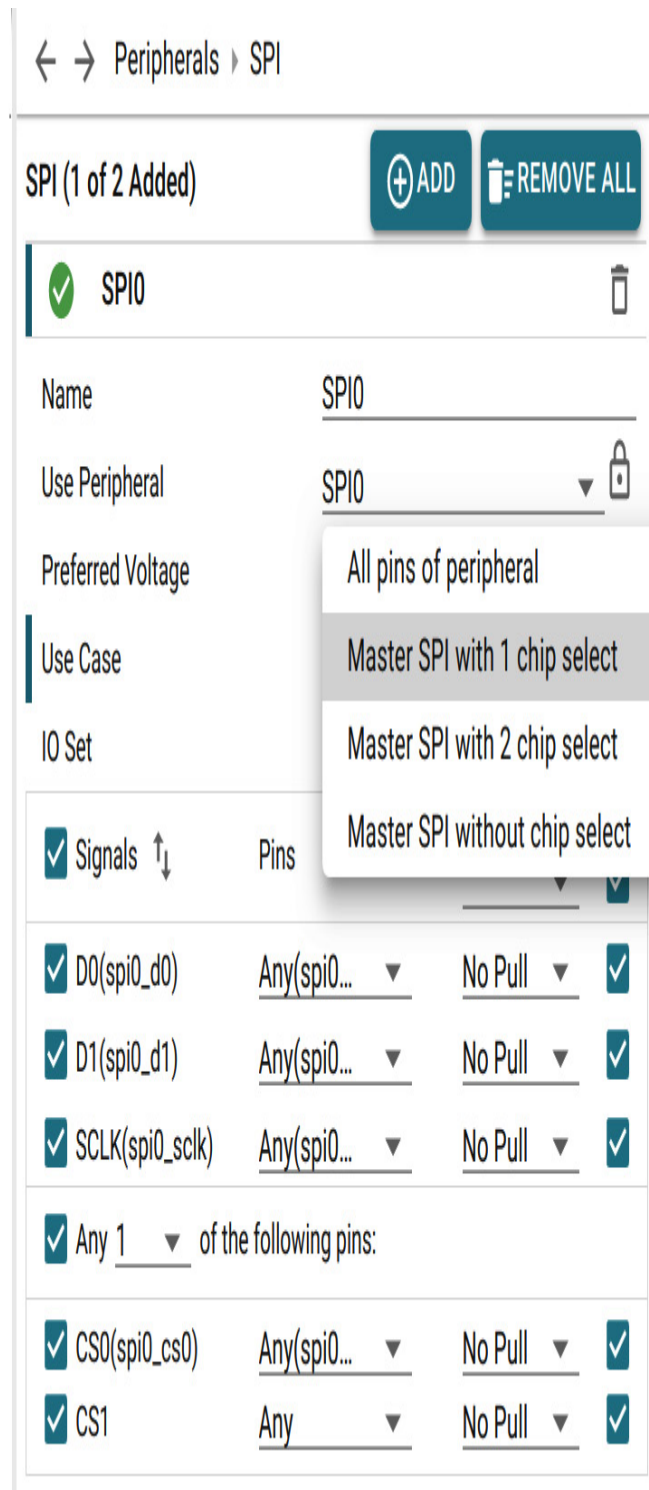 Peripherals ▸ SPI
SPI (1 of 2 Added)
ADD
REMOVE ALL
SPI0
Name
SPI0
Use Peripheral
SPI0
Preferred Voltage
All pins of peripheral
Use Case
Master SPI with 1 chip select
IO Set
Master SPI with 2 chip select
Master SPI without chip select
Signals
Pins
D0(spi0_d0) Any(spi0... No Pull
D1(spi0_d1) Any(spi0... No Pull
SCLK(spi0_sclk) Any(spi0... No Pull
Any 1 of the following pins:
CS0(spi0_cs0) Any(spi0... No Pull
CS1 Any No Pull